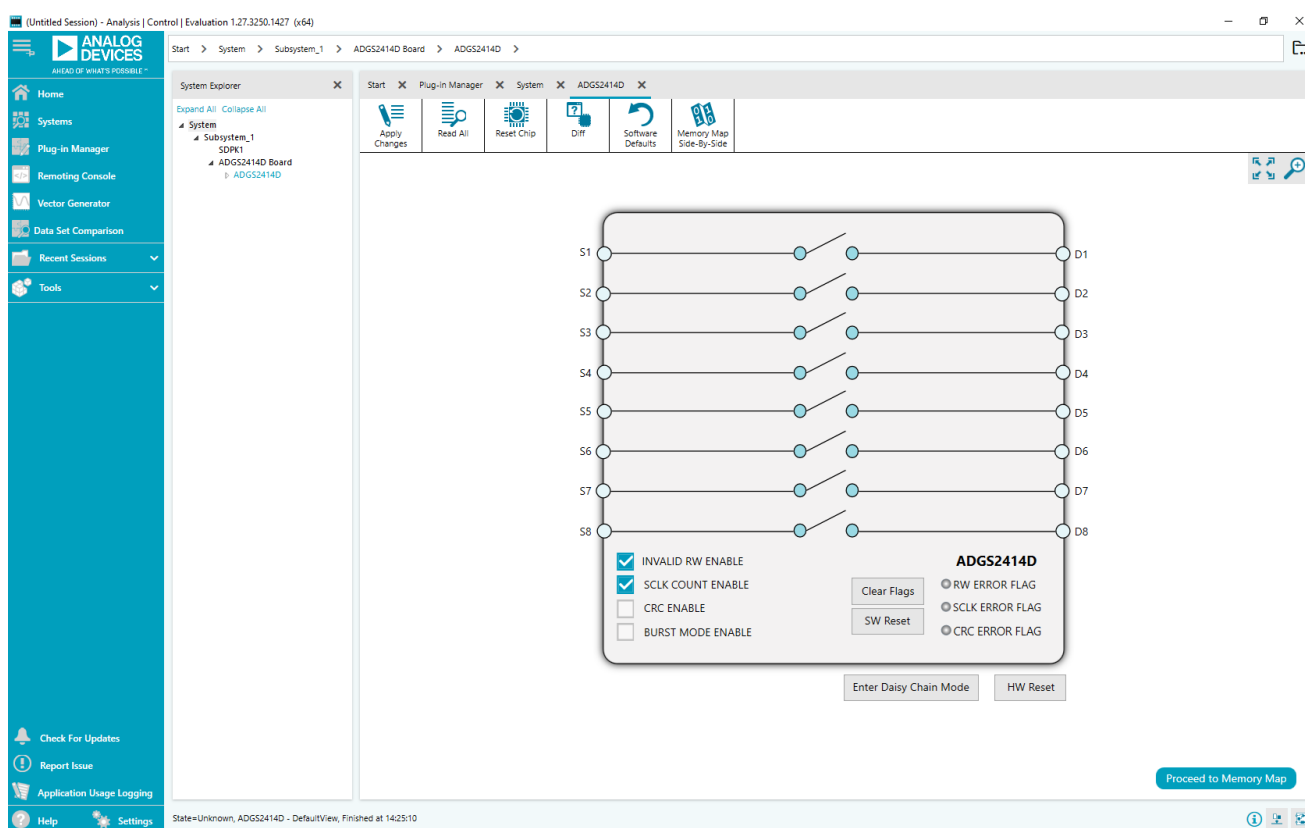 (Untitled Session) - Analysis | Control | Evaluation 1.27.3250.1427 (x64)
ANALOG
DEVICES
AHEAD OF WHAT'S POSSIBLE™
Start > System > Subsystem_1 > ADGS2414D Board > ADGS2414D >
Home
Systems
Plug-in Manager
Remoting Console
Vector Generator
Data Set Comparison
Recent Sessions
Tools
Check For Updates
Report Issue
Application Usage Logging
Help Settings
System Explorer
Expand All Collapse All
System
Subsystem_1
SDPK1
ADGS2414D Board
ADGS2414D
Start Plug-in Manager System ADGS2414D
Apply
Changes
Read All
Reset Chip
Diff
Software
Defaults
Memory Map
Side-By-Side
S1 D1
S2 D2
S3 D3
S4 D4
S5 D5
S6 D6
S7 D7
S8 D8
INVALID RW ENABLE
SCLK COUNT ENABLE
CRC ENABLE
BURST MODE ENABLE
Clear Flags
SW Reset
ADGS2414D
RW ERROR FLAG
SCLK ERROR FLAG
CRC ERROR FLAG
Enter Daisy Chain Mode HW Reset
Proceed to Memory Map
State=Unknown, ADGS2414D - DefaultView, Finished at 14:25:10